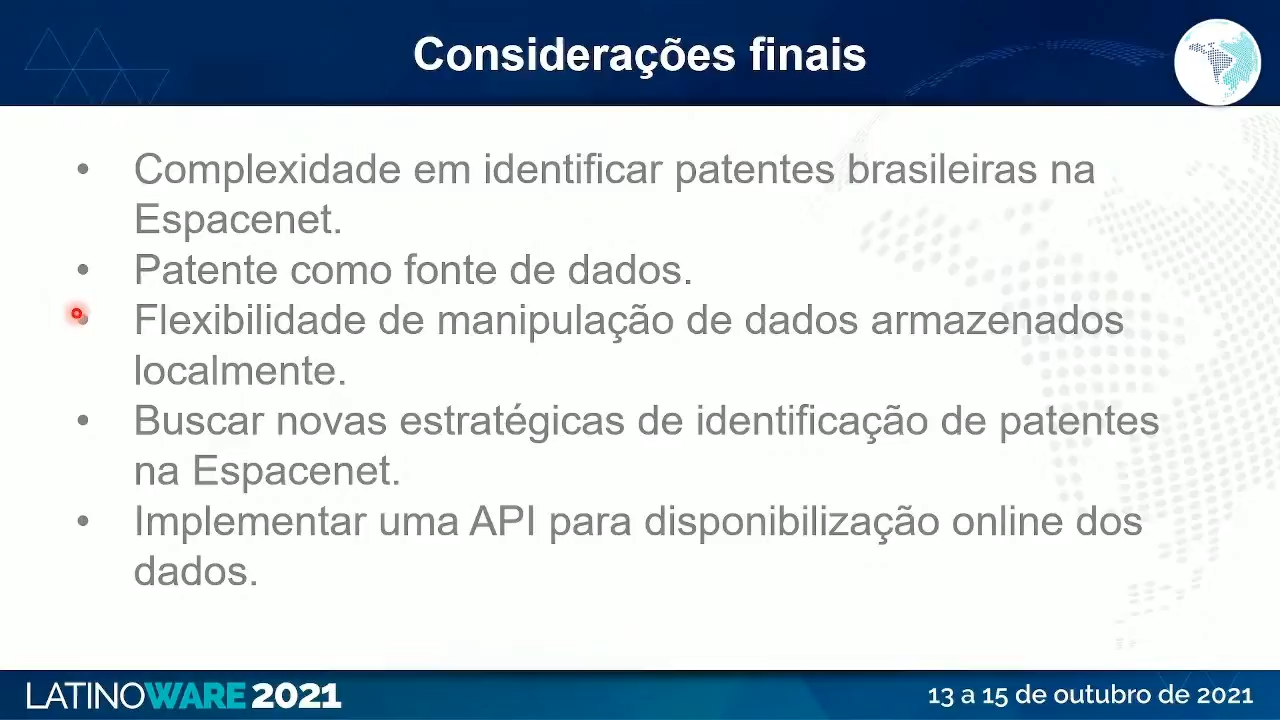 Considerações finais
• Complexidade em identificar patentes brasileiras na
Espacenet.
• Patente como fonte de dados.
• Flexibilidade de manipulação de dados armazenados
localmente.
• Buscar novas estratégicas de identificação de patentes
na Espacenet.
• Implementar uma API para disponibilização online dos
dados.
LATINOWARE 2021
13 a 15 de outubro de 2021